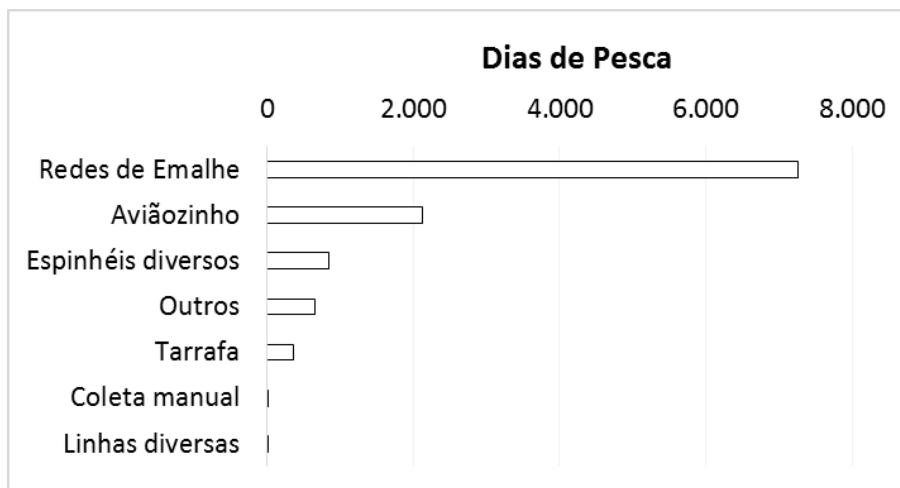 Dias de Pesca
0 2.000 4.000 6.000 8.000
Redes de Emalhe
Aviãozinho
Espinhéis diversos
Outros
Tarrafa
Coleta manual
Linhas diversas